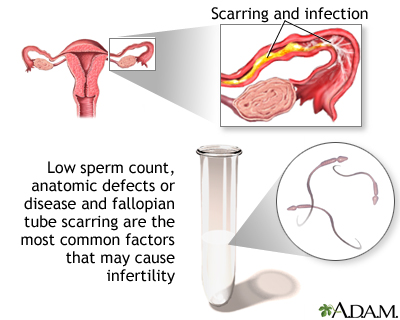 Scarring and infection
Low sperm count,
anatomic defects or
disease and fallopian
tube scarring are the
most common factors
that may cause
infertility
ADAM.